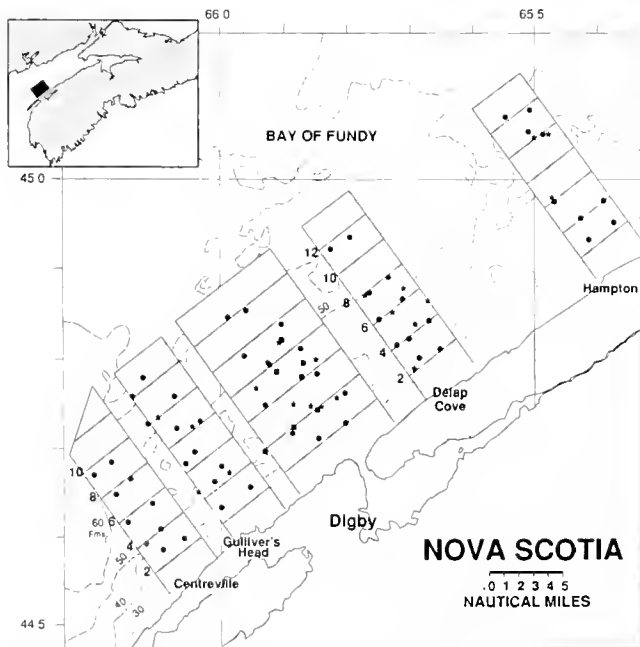 66 0
65 5
BAY OF FUNDY
45 0
Hampton
12
10
8
6
4
2
50
Delap
Cove
10
8
6
4
2
60
Fms.
50
40
30
Gulliver's
Head
Centreville
Digby
NOVA SCOTIA
0 1 2 3 4 5
NAUTICAL MILES
44 5